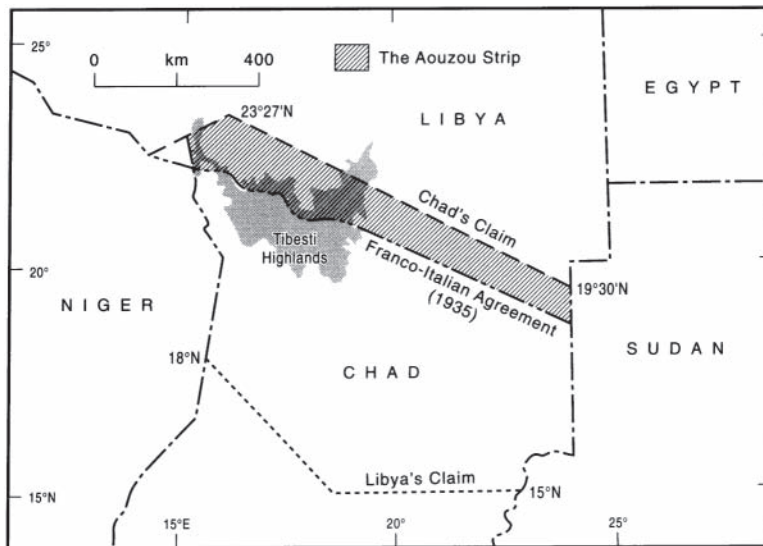 25°
0 km 400
The Aouzou Strip
EGYPT
23°27'N
LIBYA
Chad's Claim
Tibesti
Highlands
Franco-Italian Agreement
(1935)
20°
19°30'N
NIGER
SUDAN
18°N
CHAD
Libya's Claim
15°N
15°N
15°E
20°
25°